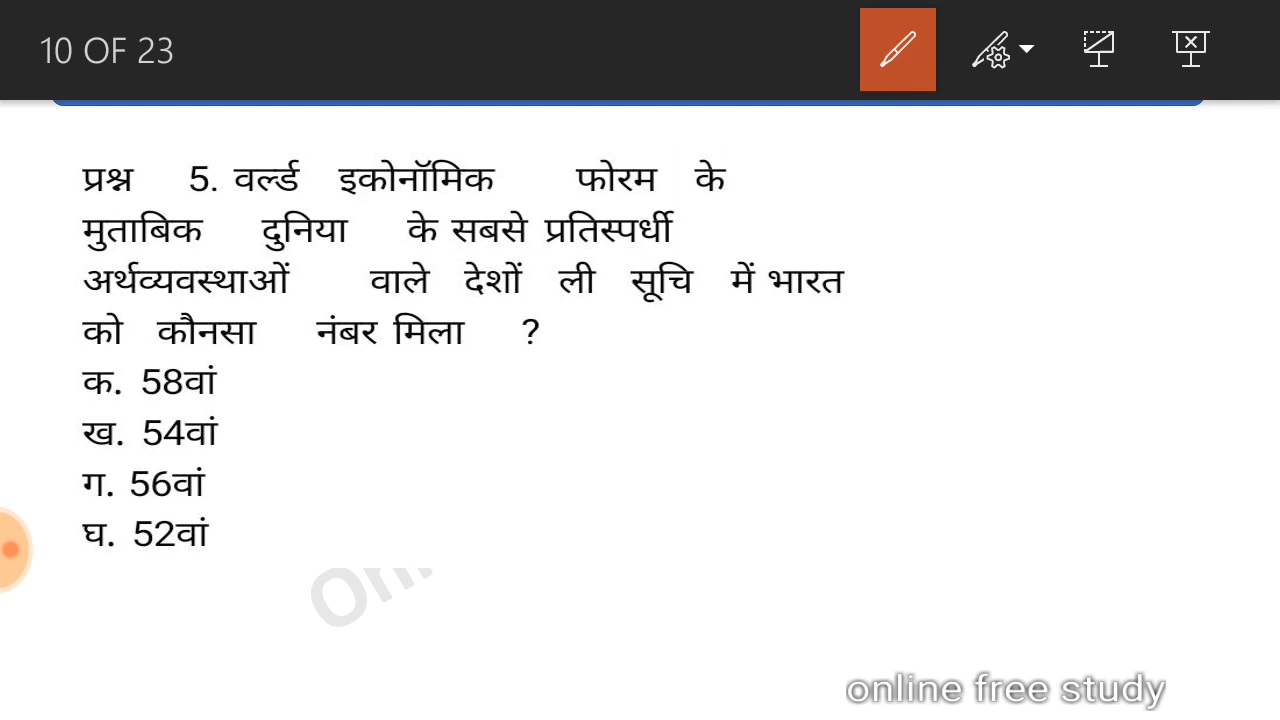 10 OF 23
प्रश्न 5. वर्ल्ड इकोनॉमिक फोरम के
मुताबिक दुनिया के सबसे प्रतिस्पर्धी
अर्थव्यवस्थाओं वाले देशों ली सूचि में भारत
को कौनसा नंबर मिला ?
क. 58वां
ख. 54वां
ग. 56वां
घ. 52वां
online free study